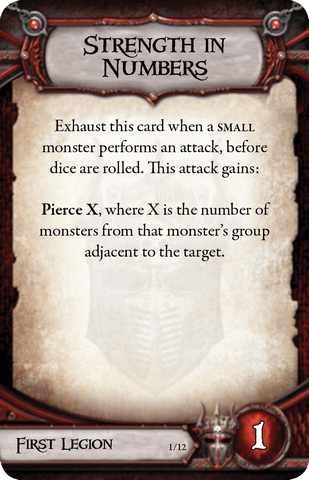 Strength in
Numbers
Exhaust this card when a small
monster performs an attack, before
dice are rolled. This attack gains:
Pierce X, where X is the number of
monsters from that monster's group
adjacent to the target.
First Legion
1/12
1